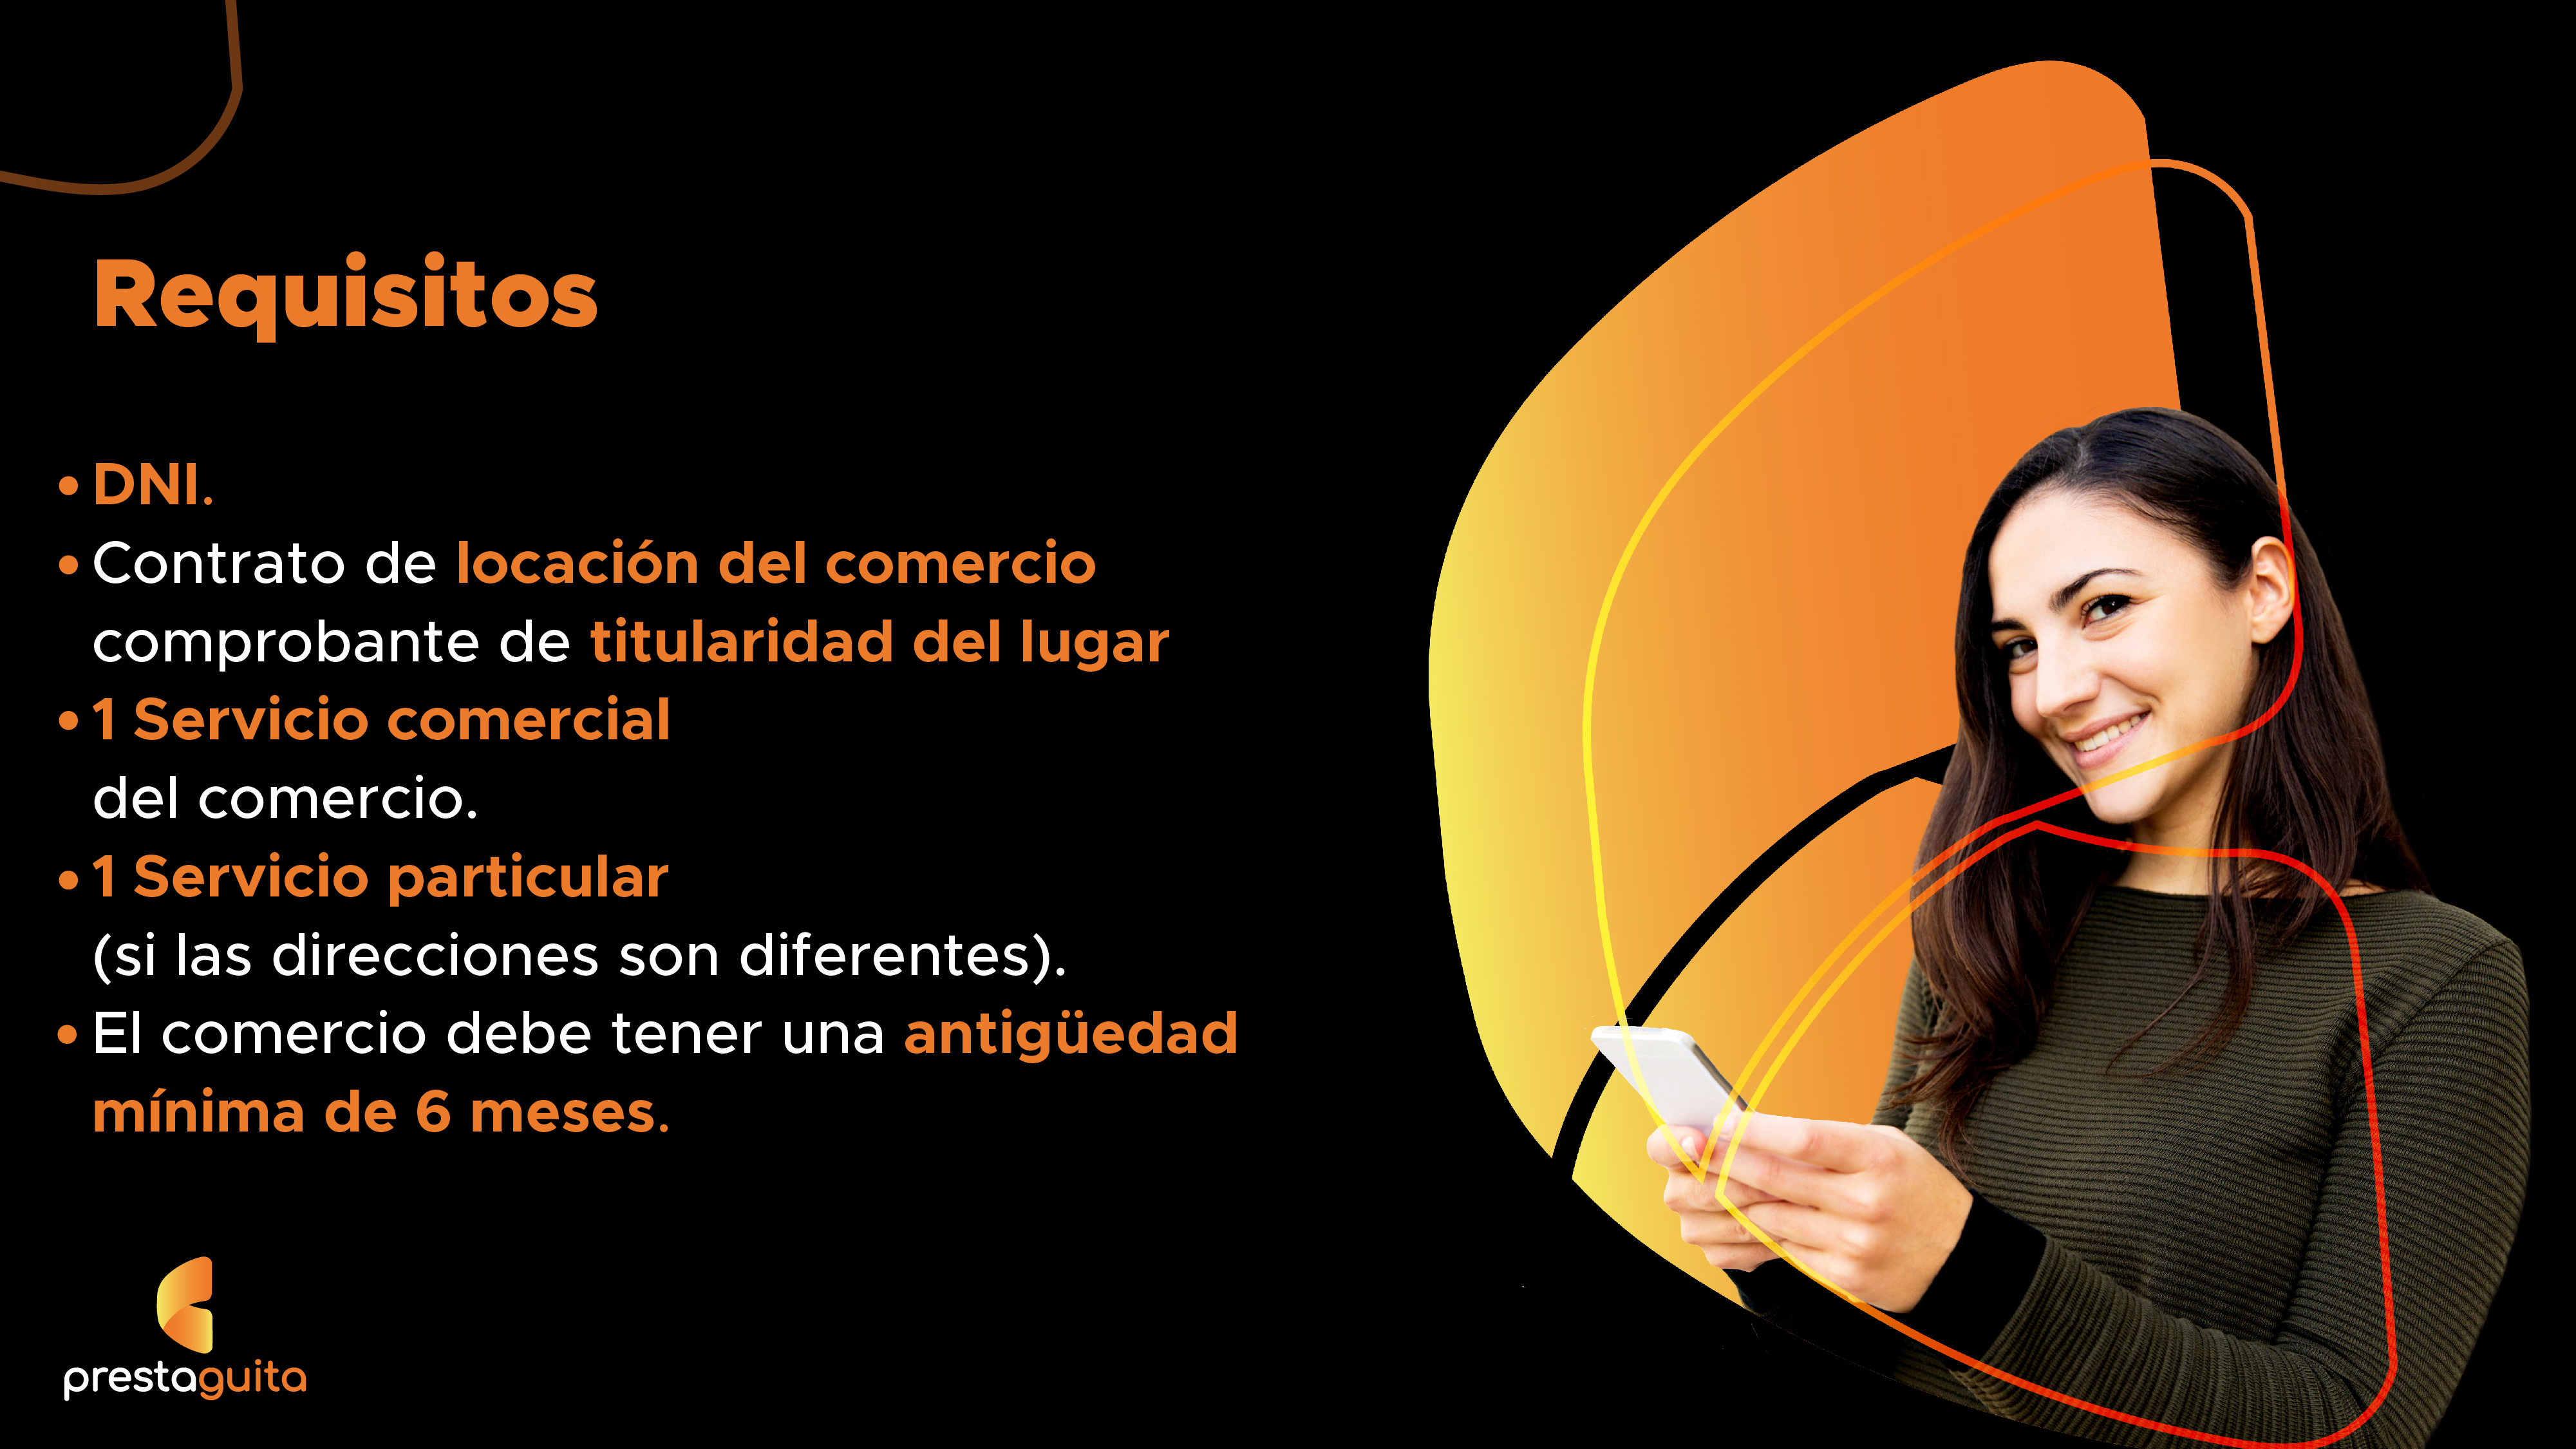 Requisitos
• DNI.
• Contrato de locación del comercio
comprobante de titularidad del lugar
• 1 Servicio comercial
del comercio.
• 1 Servicio particular
(si las direcciones son diferentes).
• El comercio debe tener una antigüedad
mínima de 6 meses.
prestaguita